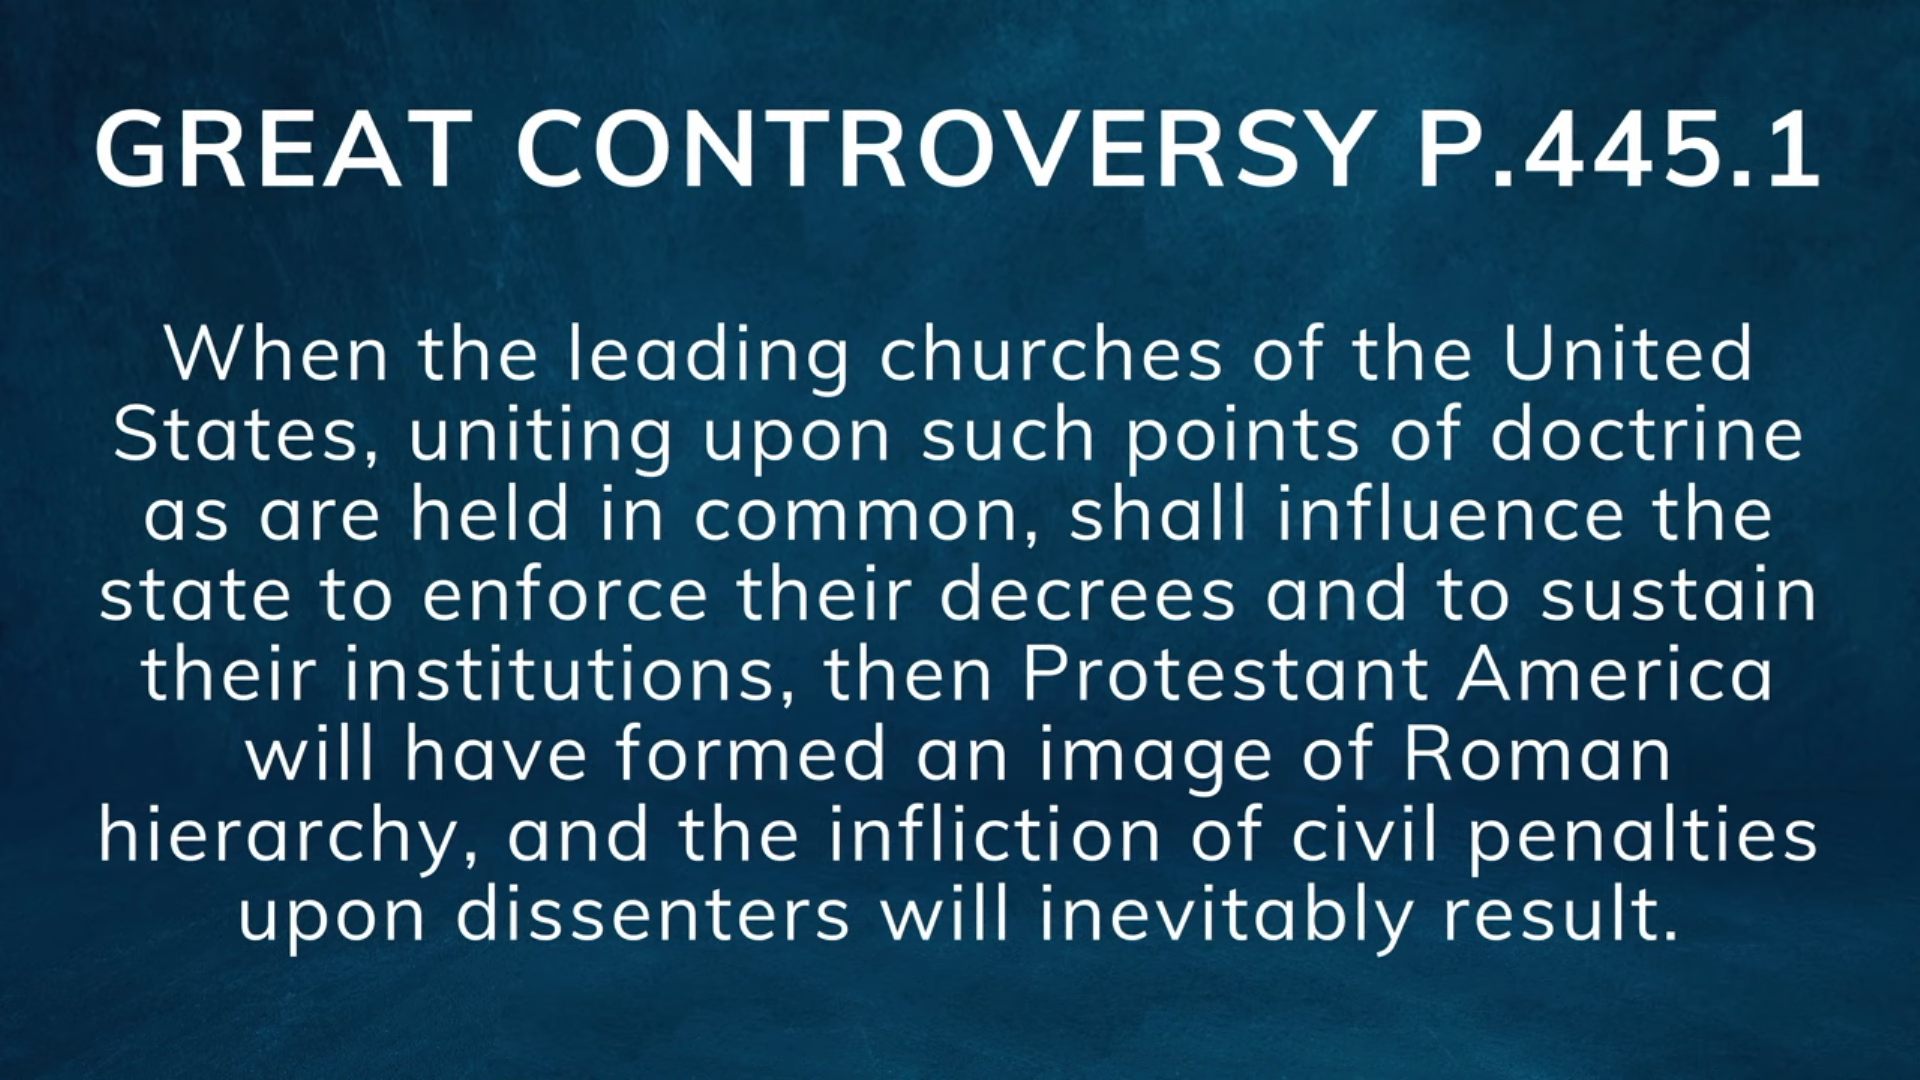 GREAT CONTROVERSY P.445.1
When the leading churches of the United
States, uniting upon such points of doctrine
as are held in common, shall influence the
state to enforce their decrees and to sustain
their institutions, then Protestant America
will have formed an image of Roman
hierarchy, and the infliction of civil penalties
upon dissenters will inevitably result.